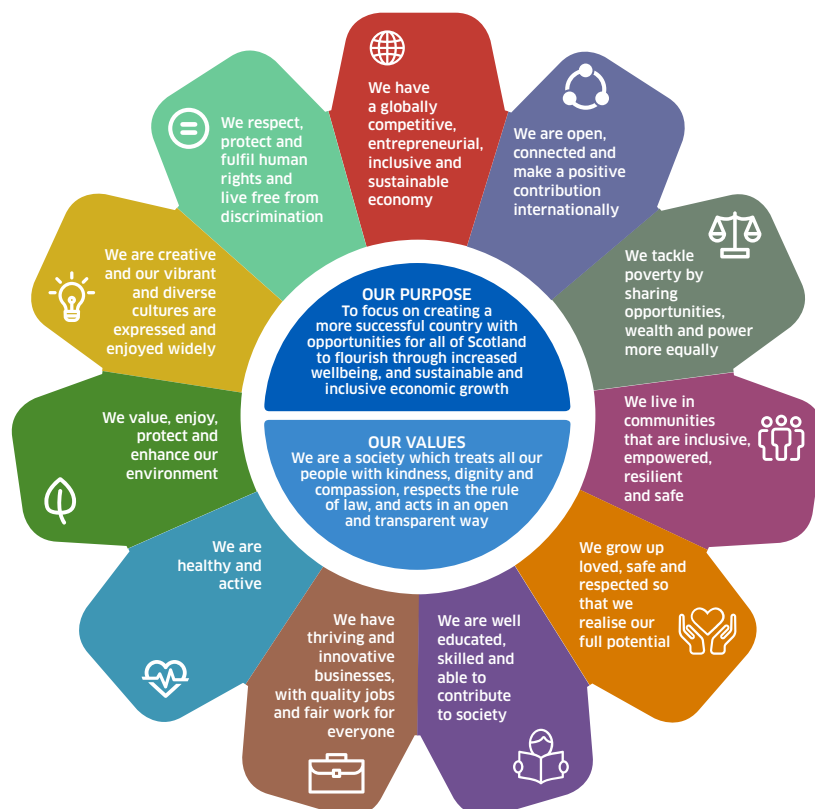 We have
a globally
competitive,
entrepreneurial,
inclusive and
sustainable
economy
We are open,
connected and
make a positive
contribution
internationally
We tackle
poverty by
sharing
opportunities,
wealth and power
more equally
We live in
communities
that are inclusive,
empowered,
resilient
and safe
We grow up
loved, safe and
respected so
that we
realise our
full potential
We are well
educated,
skilled and
able to
contribute
to society
We have
thriving and
innovative
businesses,
with quality jobs
and fair work for
everyone
We are
healthy and
active
We value, enjoy,
protect and
enhance our
environment
We are creative
and our vibrant
and diverse
cultures are
expressed and
enjoyed widely
We respect,
protect and
fulfil human
rights and
live free from
discrimination
OUR PURPOSE
To focus on creating a
more successful country with
opportunities for all of Scotland
to flourish through increased
wellbeing, and sustainable and
inclusive economic growth
OUR VALUES
We are a society which treats all our
people with kindness, dignity and
compassion, respects the rule
of law, and acts in an open
and transparent way